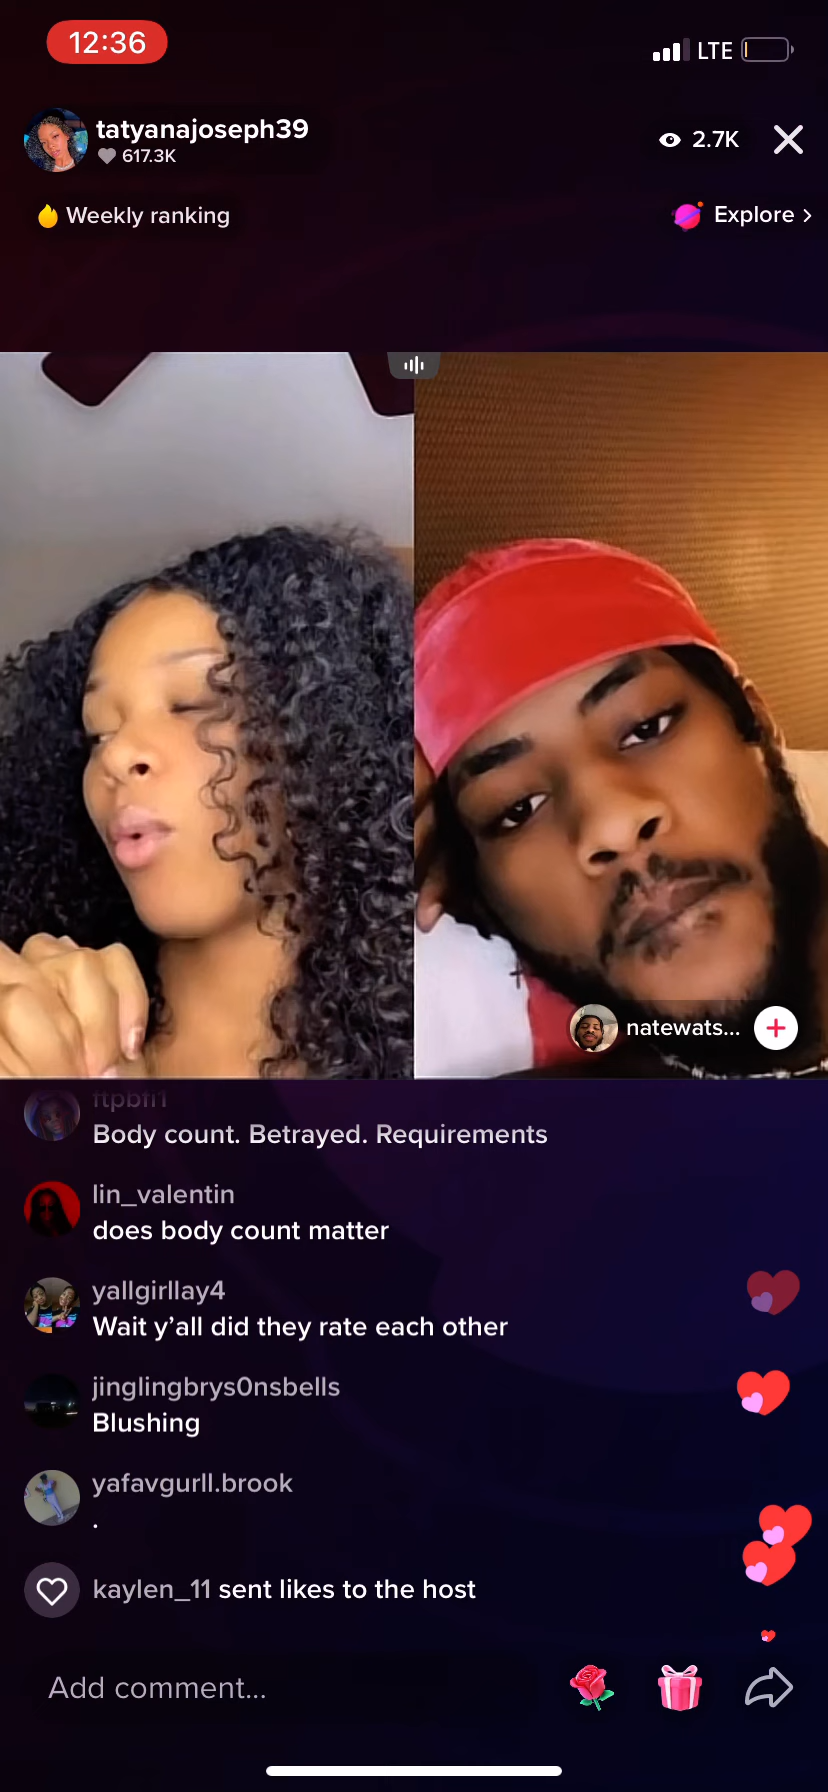 12:36
LTE
tatyanajoseph39
617.3K
2.7K
Weekly ranking
Explore >
natewats...
ftpbfl1
Body count. Betrayed. Requirements
lin_valentin
does body count matter
yallgirllay4
Wait y’all did they rate each other
jinglingbrys0nsbells
Blushing
yafavgurll.brook
.
kaylen_11 sent likes to the host
Add comment...